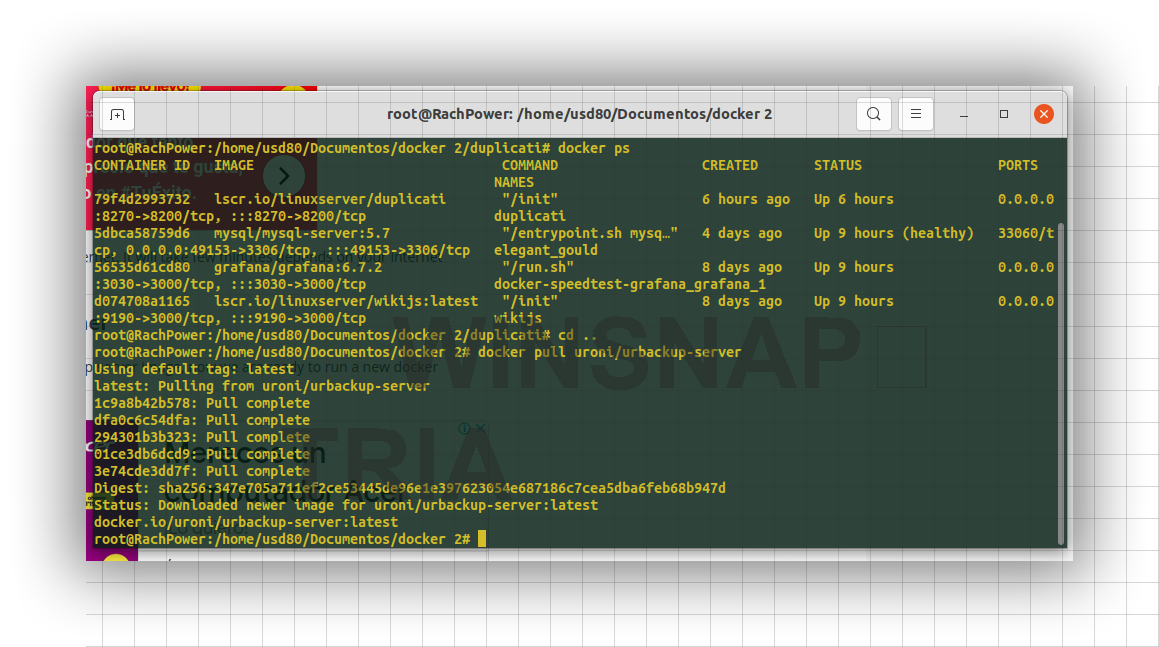 ¡Me lo llevo!
root@RachPower: /home/usd80/Documentos/docker 2
root@RachPower:/home/usd80/Documentos/docker 2/duplicati# docker ps
CONTAINER ID   IMAGE                               COMMAND                  CREATED       STATUS                 PORTS
NAMES
79f4d2993732   lscr.io/linuxserver/duplicati       "/init"                  6 hours ago   Up 6 hours             0.0.0.0
:8270->8200/tcp, :::8270->8200/tcp                duplicati
5dbca58759d6   mysql/mysql-server:5.7              "/entrypoint.sh mysq…"   4 days ago    Up 9 hours (healthy)   33060/t
cp, 0.0.0.0:49153->3306/tcp, :::49153->3306/tcp   elegant_gould
56535d61cd80   grafana/grafana:6.7.2               "/run.sh"                8 days ago    Up 9 hours             0.0.0.0
:3030->3000/tcp, :::3030->3000/tcp                docker-speedtest-grafana_grafana_1
d074708a1165   lscr.io/linuxserver/wikijs:latest   "/init"                  8 days ago    Up 9 hours             0.0.0.0
:9190->3000/tcp, :::9190->3000/tcp                wikijs
root@RachPower:/home/usd80/Documentos/docker 2/duplicati# cd ..
root@RachPower:/home/usd80/Documentos/docker 2# docker pull uroni/urbackup-server
Using default tag: latest
latest: Pulling from uroni/urbackup-server
1c9a8b42b578: Pull complete
dfa0c6c54dfa: Pull complete
294301b3b323: Pull complete
01ce3db6dcd9: Pull complete
3e74cde3dd7f: Pull complete
Digest: sha256:347e705a711ef2ce53445de96e1e397623054e687186c7cea5dba6feb68b947d
Status: Downloaded newer image for uroni/urbackup-server:latest
docker.io/uroni/urbackup-server:latest
root@RachPower:/home/usd80/Documentos/docker 2#
WINSNAP
TRIA